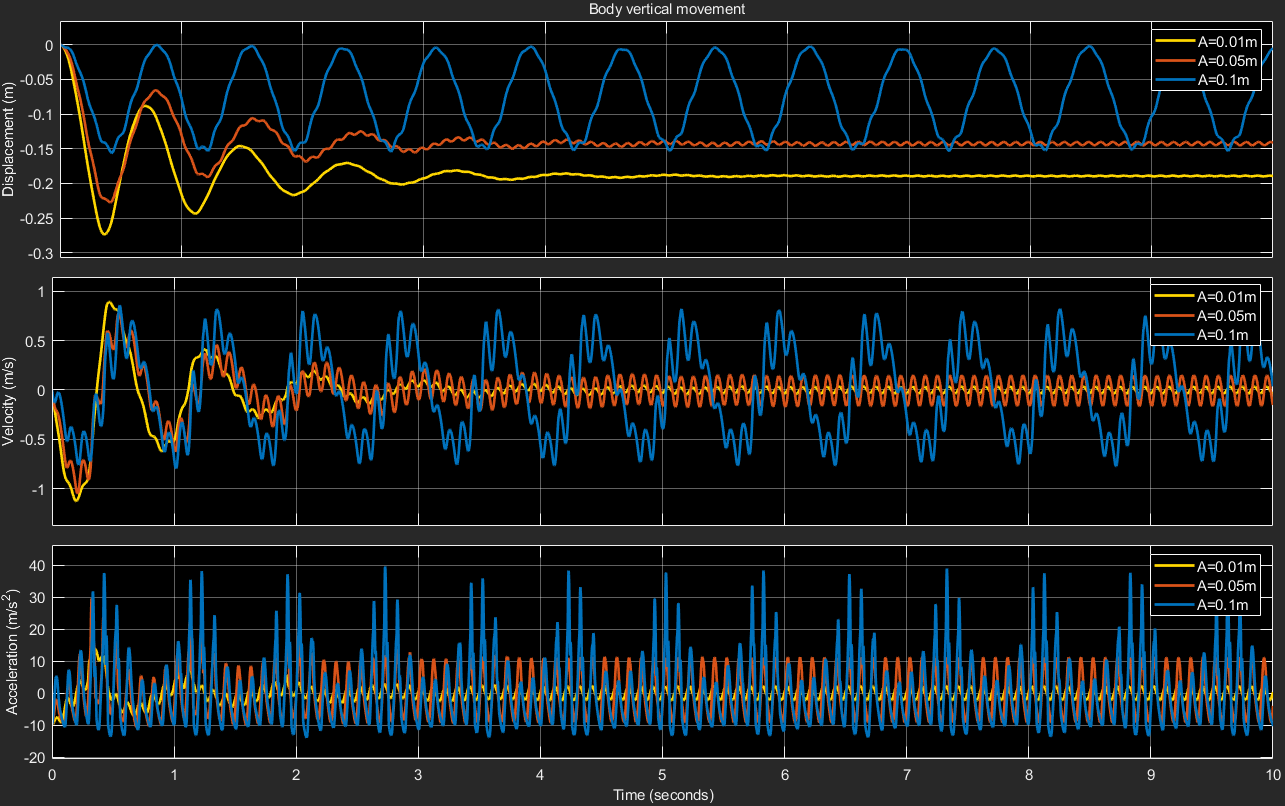 Body vertical movement
Displacement (m)
0
-0.05
-0.1
-0.15
-0.2
-0.25
-0.3
A=0.01m
A=0.05m
A=0.1m
Velocity (m/s)
1
0.5
0
-0.5
-1
A=0.01m
A=0.05m
A=0.1m
Acceleration (m/s²)
40
30
20
10
0
-10
-20
A=0.01m
A=0.05m
A=0.1m
0 1 2 3 4 5 6 7 8 9 10
Time (seconds)